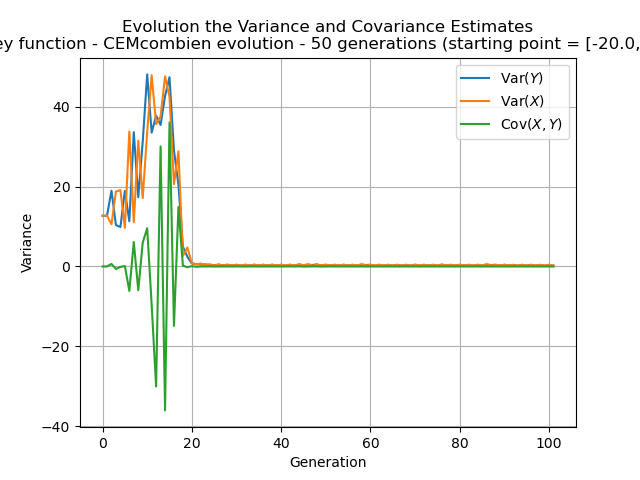 Evolution the Variance and Covariance Estimates
function - CEMcombien evolution - 50 generations (starting point = [-20.0,
Var(Y)
Var(X)
Cov(X, Y)
40
20
0
−20
−40
Variance
0
20
40
60
80
100
Generation